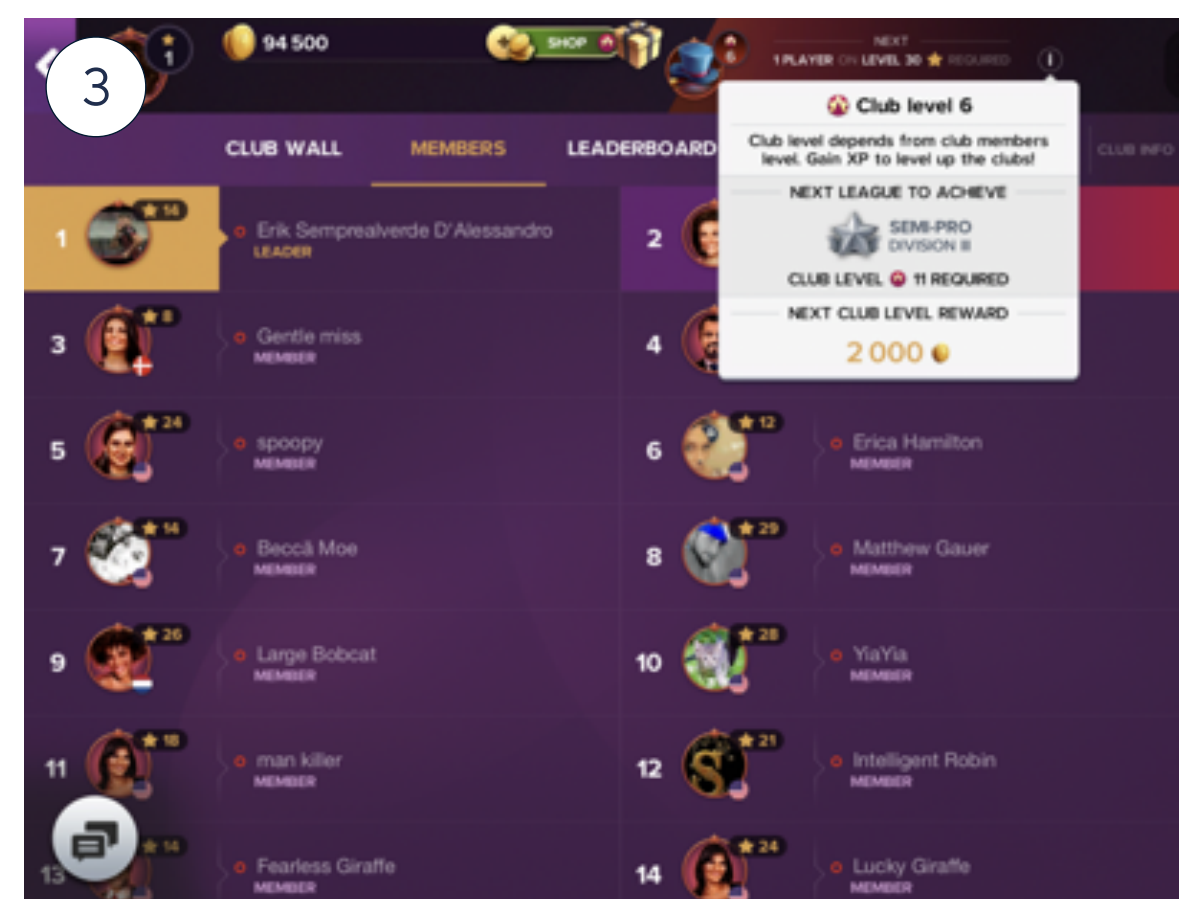 3
1
94 500
SHOP
6
NEXT
1 PLAYER ON LEVEL 30 REQUIRED
i
Club level 6
Club level depends from club members
level. Gain XP to level up the clubs!
NEXT LEAGUE TO ACHIEVE
SEMI-PRO
DIVISION III
CLUB LEVEL 11 REQUIRED
NEXT CLUB LEVEL REWARD
2 000
CLUB WALL
MEMBERS
LEADERBOARD
CLUB INFO
1
14
Erik Semprealverde D'Alessandro
LEADER
2
3
8
Gentle miss
MEMBER
4
5
24
spoopy
MEMBER
6
12
Erica Hamilton
MEMBER
7
14
Beccä Moe
MEMBER
8
29
Matthew Gauer
MEMBER
9
26
Large Bobcat
MEMBER
10
28
YiaYia
MEMBER
11
18
man killer
MEMBER
12
21
S
Intelligent Robin
MEMBER
13
14
Fearless Giraffe
MEMBER
14
24
Lucky Giraffe
MEMBER